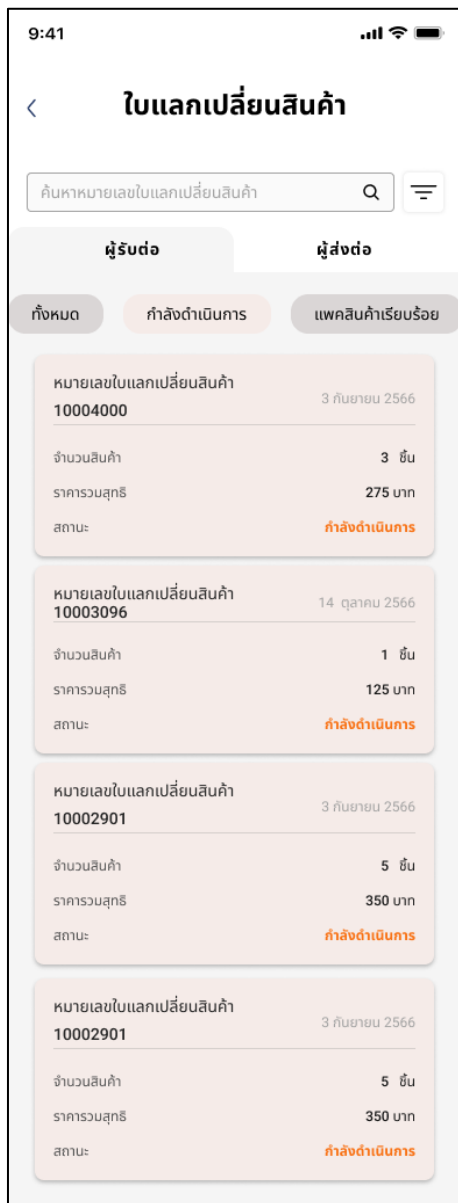 9:41
ใบแลกเปลี่ยนสินค้า
ค้นหาหมายเลขใบแลกเปลี่ยนสินค้า
ผู้รับต่อ ผู้ส่งต่อ
ทั้งหมด กำลังดำเนินการ แพคสินค้าเรียบร้อย
หมายเลขใบแลกเปลี่ยนสินค้า
10004000 3 กันยายน 2566
จำนวนสินค้า 3 ชิ้น
ราคารวมสุทธิ 275 บาท
สถานะ กำลังดำเนินการ
หมายเลขใบแลกเปลี่ยนสินค้า
10003096 14 ตุลาคม 2566
จำนวนสินค้า 1 ชิ้น
ราคารวมสุทธิ 125 บาท
สถานะ กำลังดำเนินการ
หมายเลขใบแลกเปลี่ยนสินค้า
10002901 3 กันยายน 2566
จำนวนสินค้า 5 ชิ้น
ราคารวมสุทธิ 350 บาท
สถานะ กำลังดำเนินการ
หมายเลขใบแลกเปลี่ยนสินค้า
10002901 3 กันยายน 2566
จำนวนสินค้า 5 ชิ้น
ราคารวมสุทธิ 350 บาท
สถานะ กำลังดำเนินการ